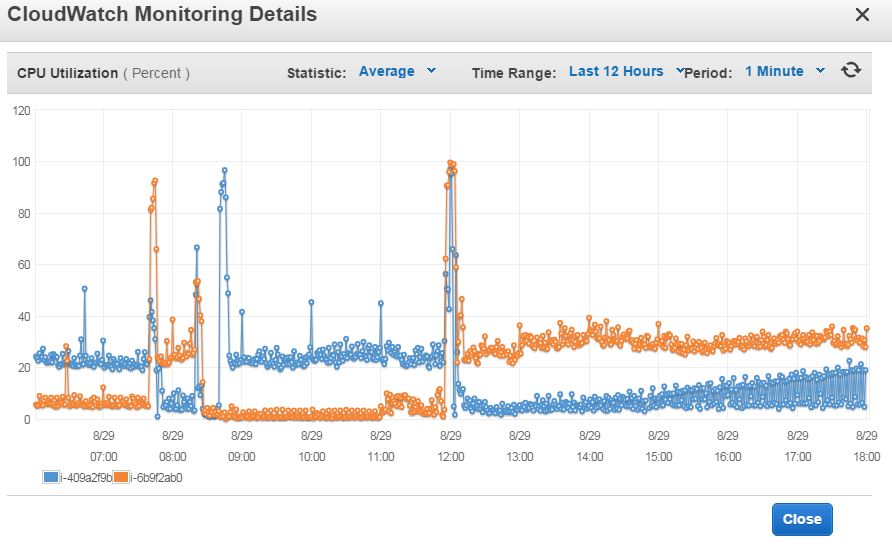 CloudWatch Monitoring Details
CPU Utilization ( Percent ) Statistic: Average Time Range: Last 12 Hours Period: 1 Minute
120
100
80
60
40
20
0
8/29 8/29 8/29 8/29 8/29 8/29 8/29 8/29 8/29 8/29 8/29 8/29
07:00 08:00 09:00 10:00 11:00 12:00 13:00 14:00 15:00 16:00 17:00 18:00
i-409a2f9b i-6b9f2ab0
Close